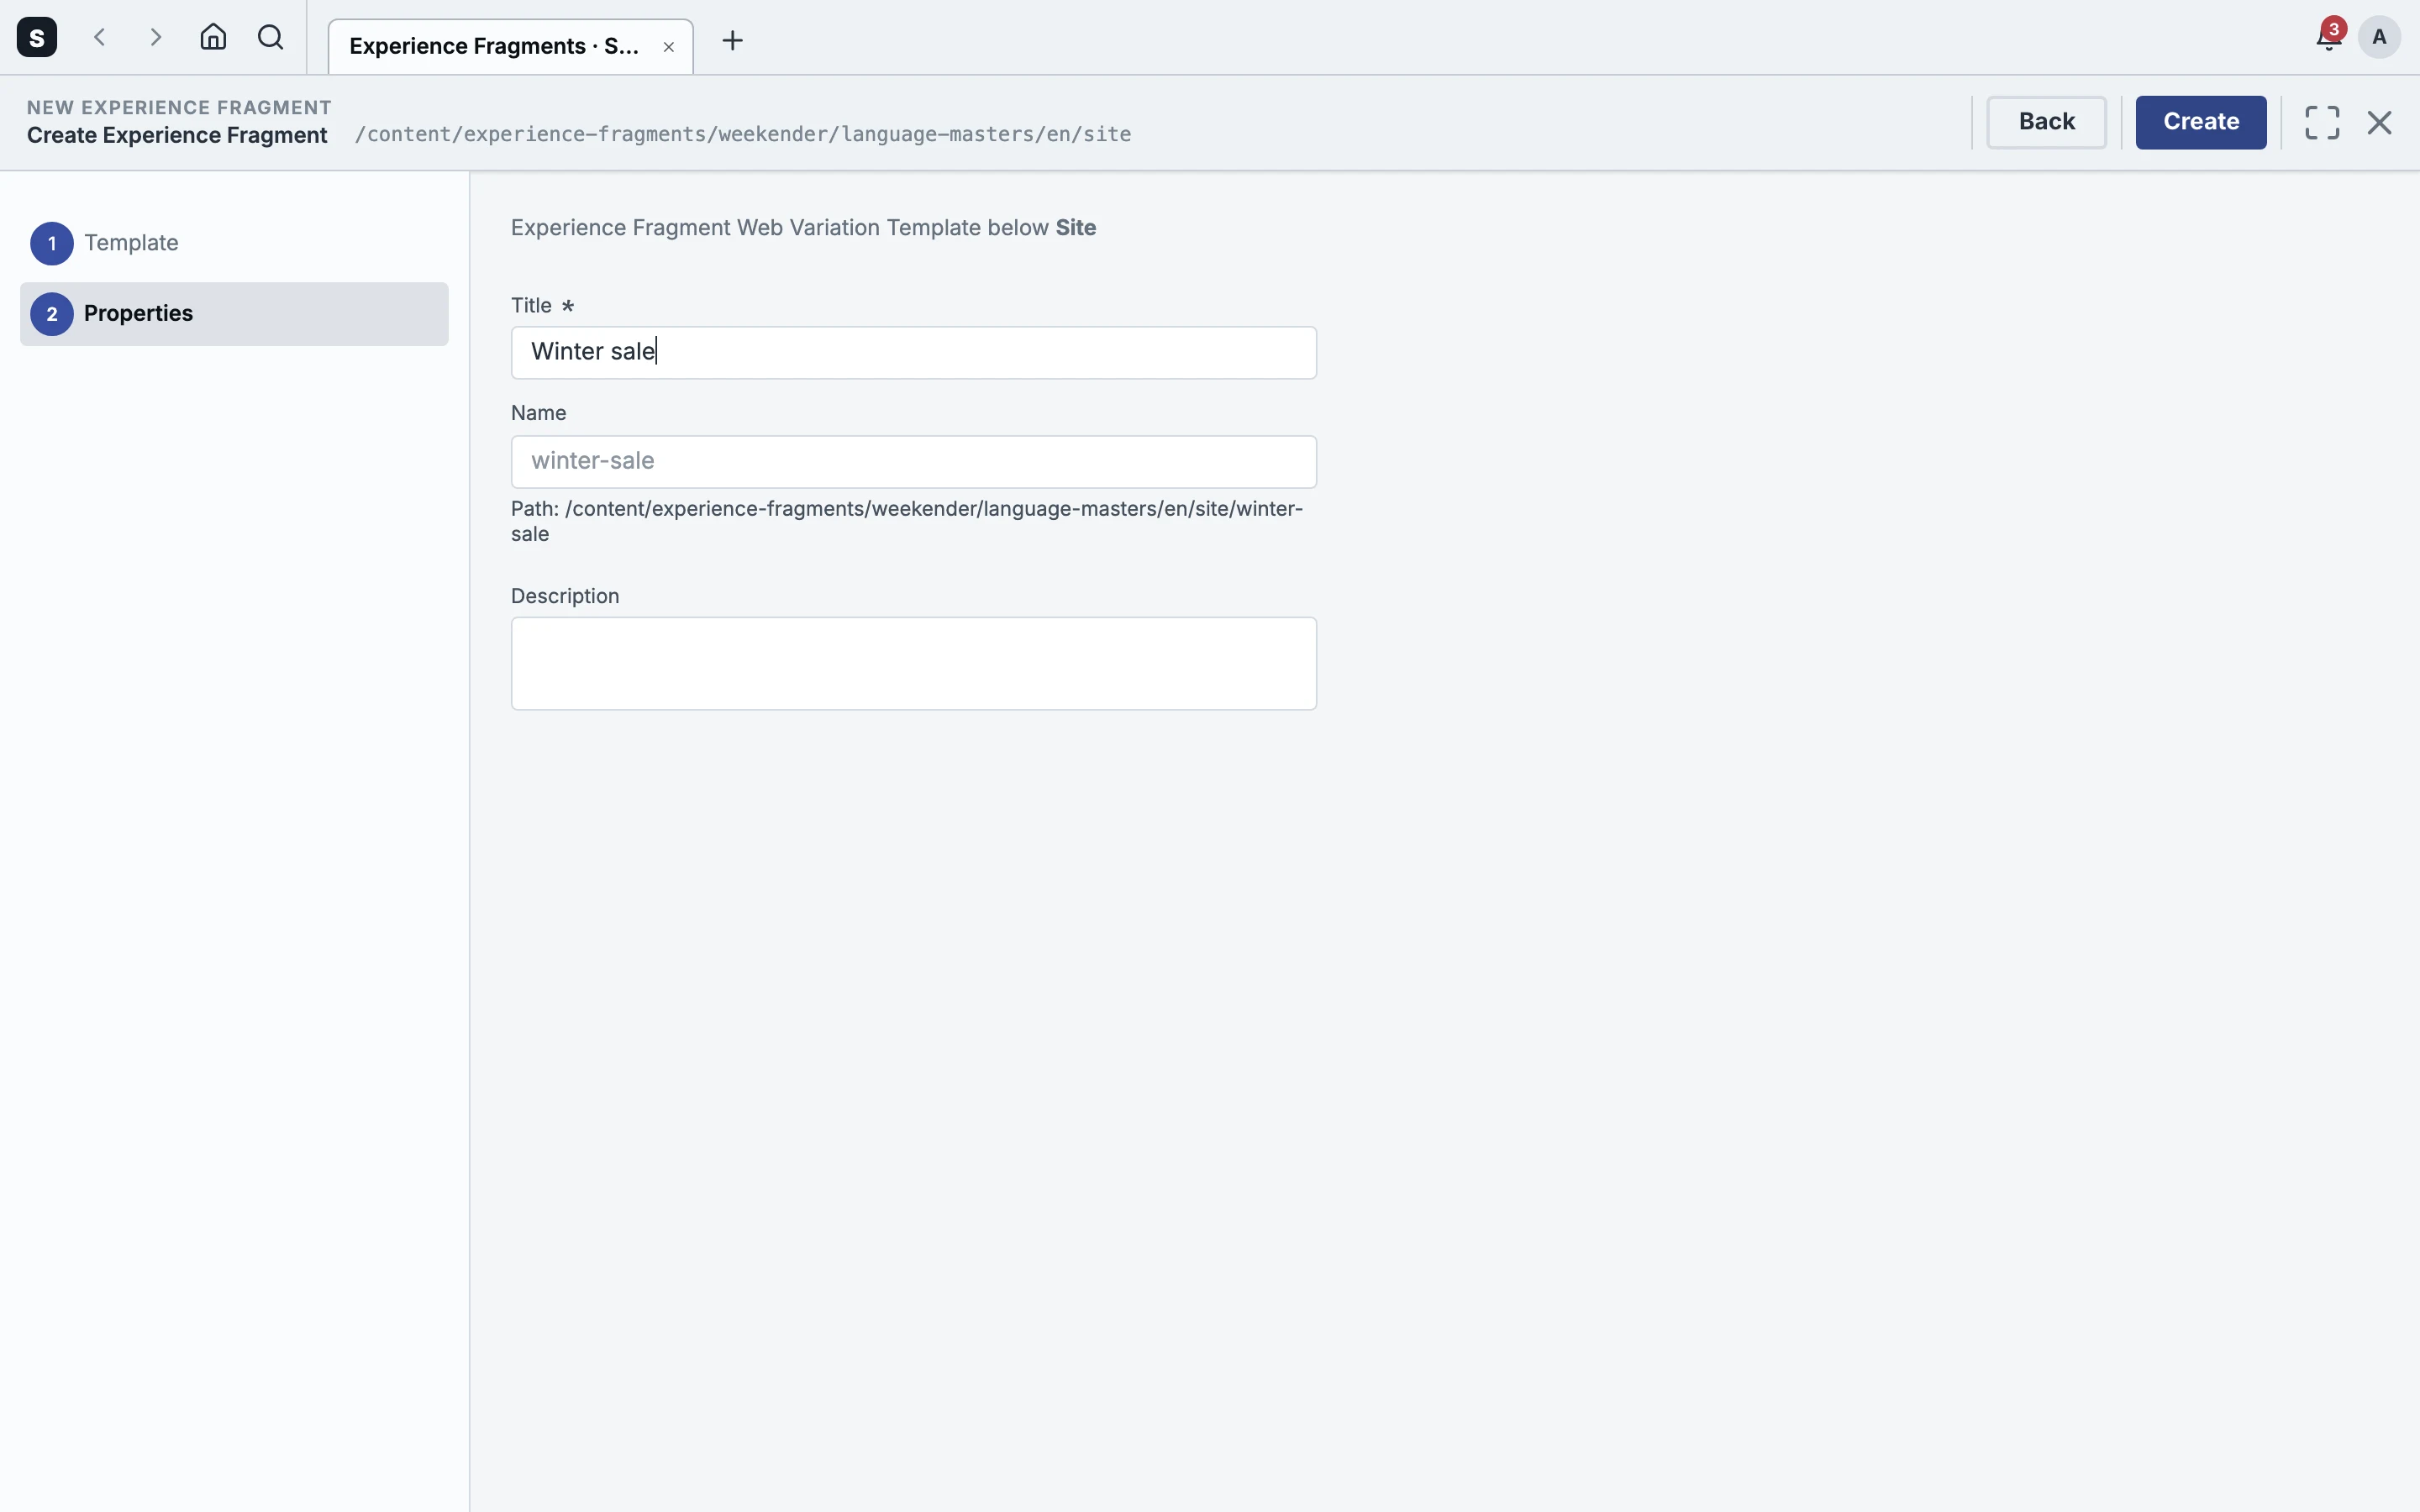 S
Experience Fragments · S...
3
A
NEW EXPERIENCE FRAGMENT
Create Experience Fragment /content/experience-fragments/weekender/language-masters/en/site
Back
Create
1 Template
2 Properties
Experience Fragment Web Variation Template below Site
Title *
Winter sale
Name
winter-sale
Path: /content/experience-fragments/weekender/language-masters/en/site/winter-
sale
Description